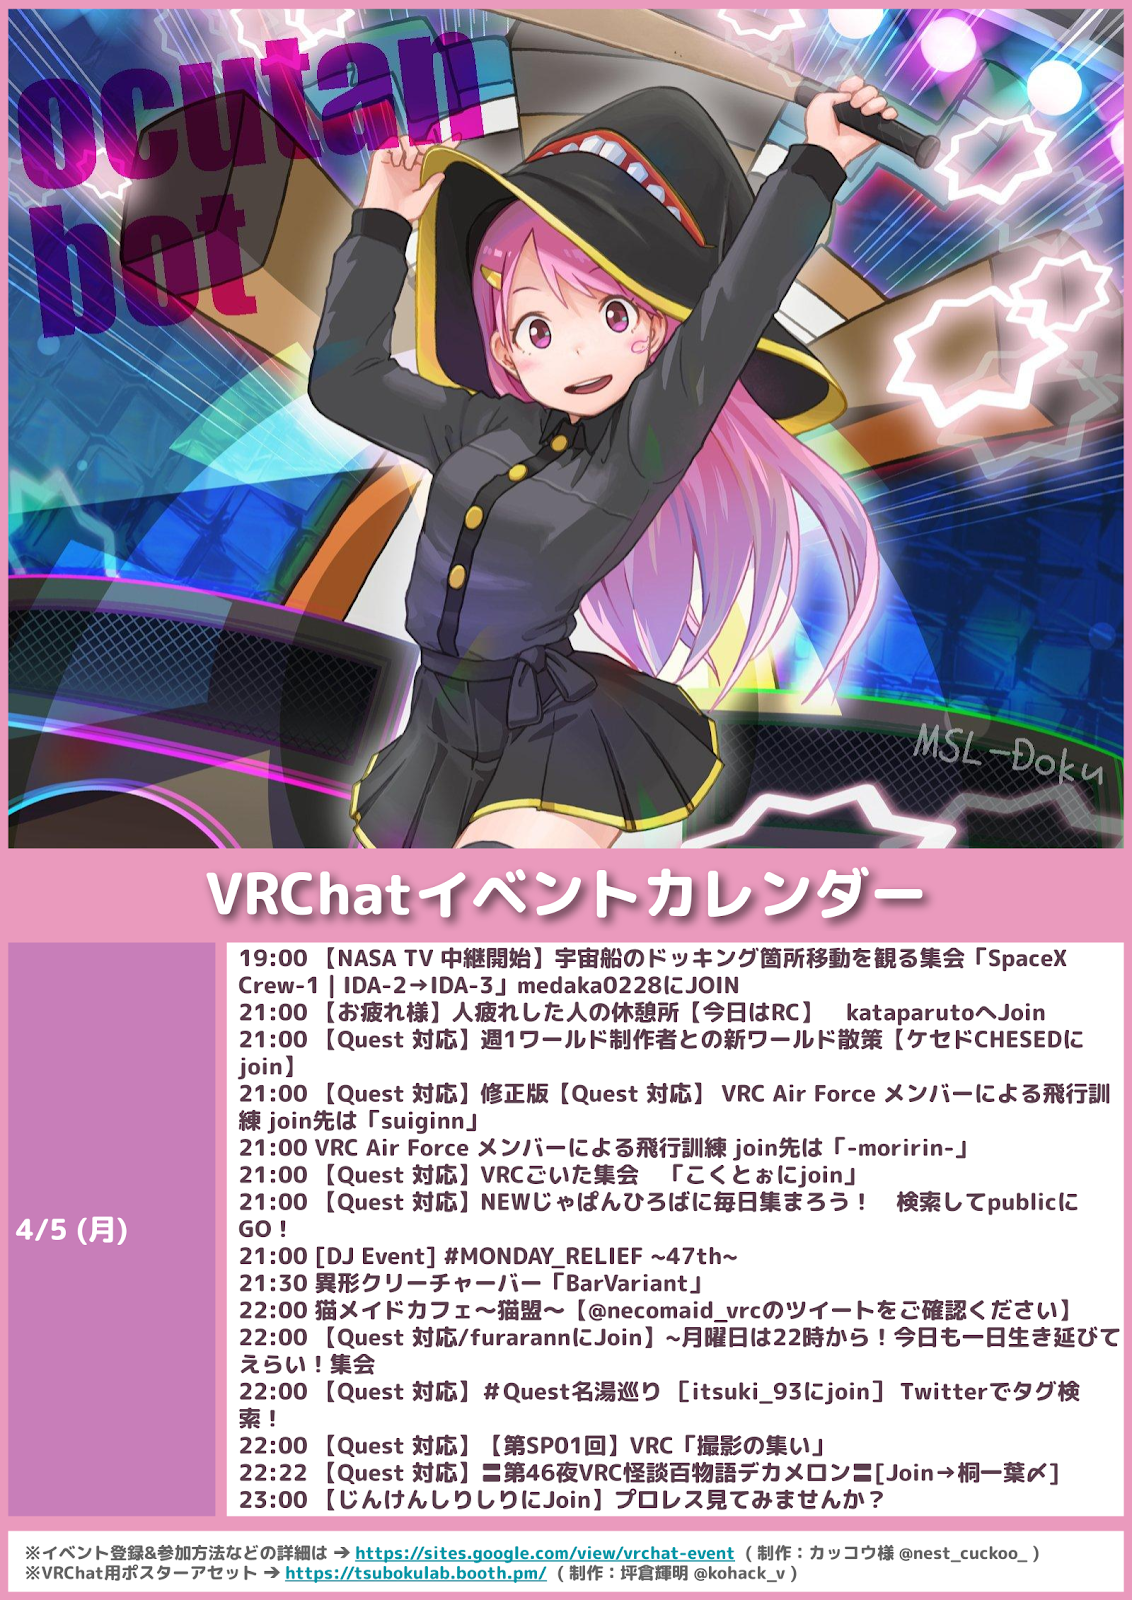 ocutan
bot
MSL-Doku
VRChatイベントカレンダー
4/5 (月)
19:00 【NASA TV 中継開始】宇宙船のドッキング箇所移動を観る集会「SpaceX
Crew-1 | IDA-2→IDA-3」medaka0228にJOIN
21:00 【お疲れ様】人疲れした人の休憩所【今日はRC】　kataparutoへJoin
21:00 【Quest 対応】週1ワールド制作者との新ワールド散策【ケセドCHESEDに
join】
21:00 【Quest 対応】修正版【Quest 対応】 VRC Air Force メンバーによる飛行訓
練 join先は「suiginn」
21:00 VRC Air Force メンバーによる飛行訓練 join先は「-moririn-」
21:00 【Quest 対応】VRCごいた集会　「こくとぉにjoin」
21:00 【Quest 対応】NEWじゃぱんひろばに毎日集まろう！　検索してpublicに
GO！
21:00 [DJ Event] #MONDAY_RELIEF ~47th~
21:30 異形クリーチャーバー「BarVariant」
22:00 猫メイドカフェ～猫盟～【@necomaid_vrcのツイートをご確認ください】
22:00 【Quest 対応/furarannにJoin】~月曜日は22時から！今日も一日生き延びて
えらい！集会
22:00 【Quest 対応】＃Quest名湯巡り ［itsuki_93にjoin］ Twitterでタグ検
索！
22:00 【Quest 対応】【第SP01回】VRC「撮影の集い」
22:22 【Quest 対応】〓第46夜VRC怪談百物語デカメロン〓[Join→桐一葉〆]
23:00 【じんけんしりしりにJoin】プロレス見てみませんか？
※イベント登録&参加方法などの詳細は → https://sites.google.com/view/vrchat-event （制作：カッコウ様 @nest_cuckoo_ ）
※VRChat用ポスターアセット → https://tsubokulab.booth.pm/ （制作：坪倉輝明 @kohack_v ）